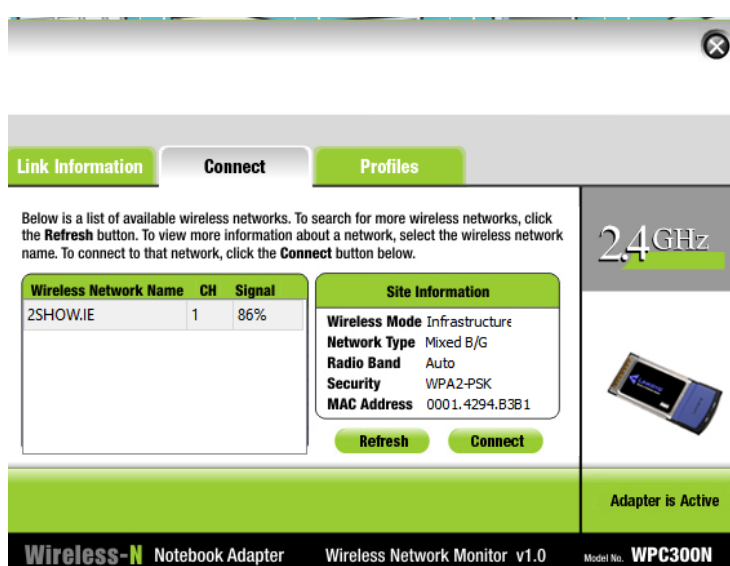 Link Information
Connect
Profiles
Below is a list of available wireless networks. To search for more wireless networks, click
the Refresh button. To view more information about a network, select the wireless network
name. To connect to that network, click the Connect button below.
2.4GHz
Wireless Network Name CH Signal
2SHOW.IE 1 86%
Site Information
Wireless Mode Infrastructure
Network Type Mixed B/G
Radio Band Auto
Security WPA2-PSK
MAC Address 0001.4294.B3B1
Refresh
Connect
Adapter is Active
Wireless-N Notebook Adapter Wireless Network Monitor v1.0 Model No. WPC300N